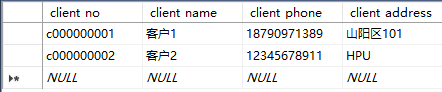 client no client name client phone client address
c000000001 客户1 18790971389 山阳区101
c000000002 客户2 12345678911 HPU
NULL NULL NULL NULL